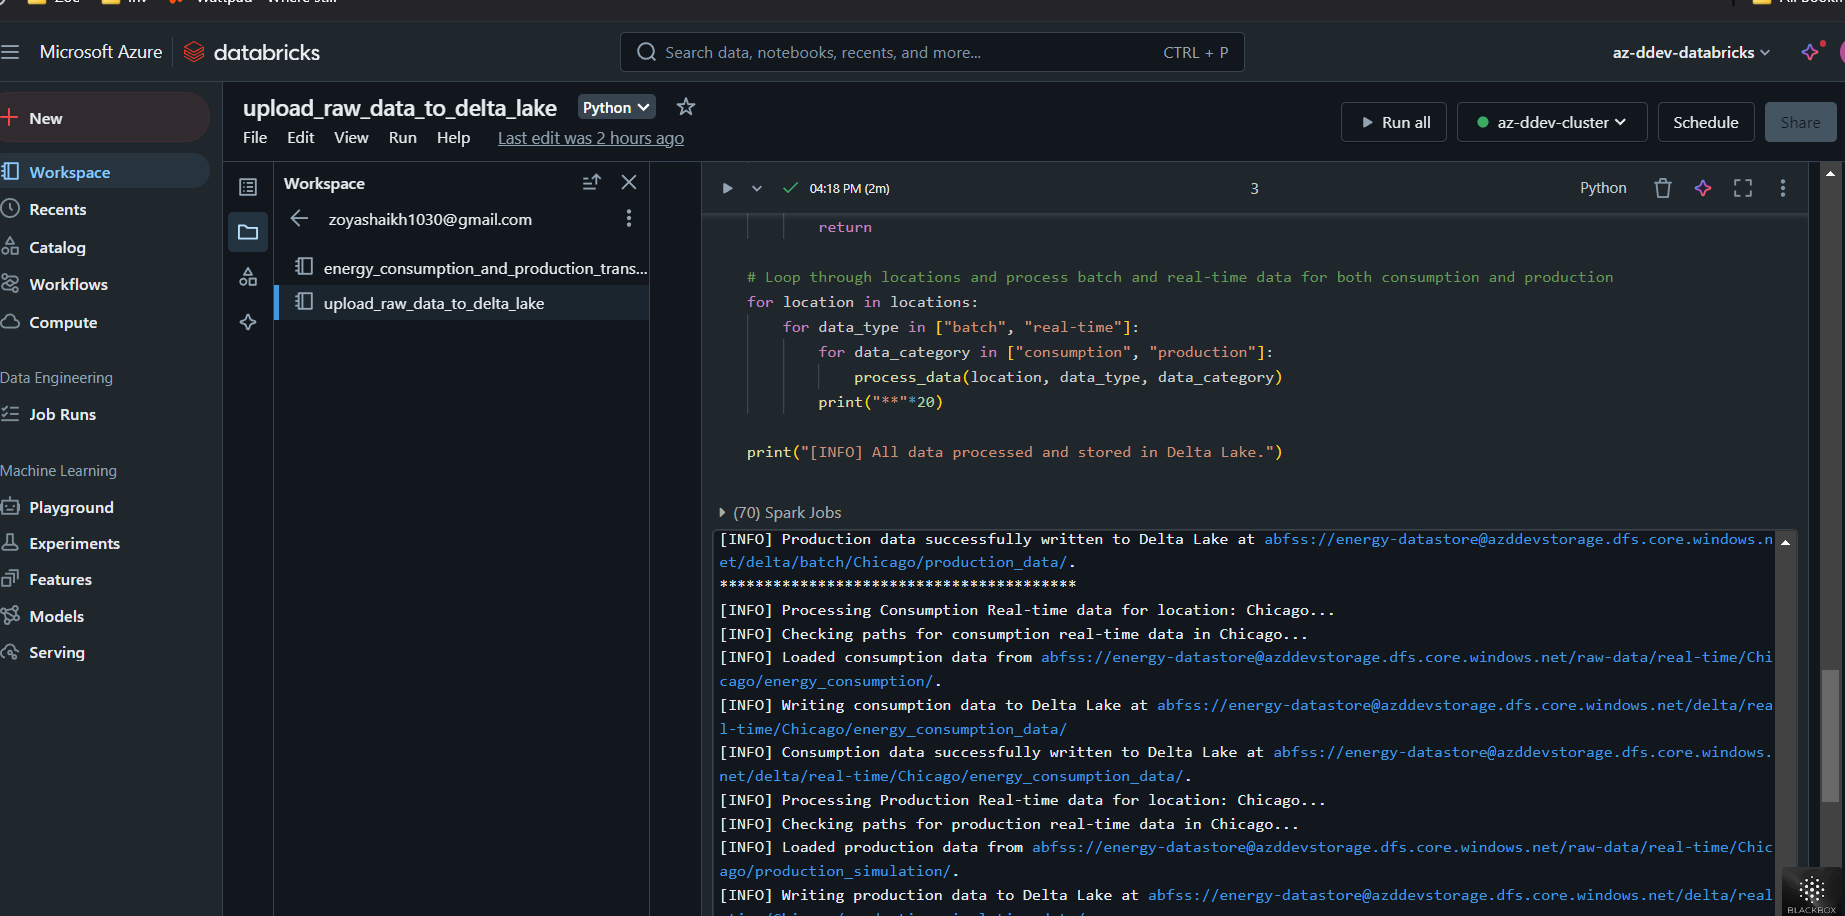 Wattpad - Where stil
Microsoft Azure
databricks
Search data, notebooks, recents, and more...
CTRL + P
az-ddev-databricks
New
Workspace
Recents
Catalog
Workflows
Compute
Data Engineering
Job Runs
Machine Learning
Playground
Experiments
Features
Models
Serving
upload_raw_data_to_delta_lake
Python
File Edit View Run Help Last edit was 2 hours ago
Run all
az-ddev-cluster
Schedule
Share
Workspace
zoyashaikh1030@gmail.com
energy_consumption_and_production_trans...
upload_raw_data_to_delta_lake
04:18 PM (2m)
3
Python
return
# Loop through locations and process batch and real-time data for both consumption and production
for location in locations:
for data_type in ["batch", "real-time"]:
for data_category in ["consumption", "production"]:
process_data(location, data_type, data_category)
print("**"*20)
print("[INFO] All data processed and stored in Delta Lake.")
(70) Spark Jobs
[INFO] Production data successfully written to Delta Lake at abfss://energy-datastore@azddevstorage.dfs.core.windows.n
et/delta/batch/Chicago/production_data/.
****************************************
[INFO] Processing Consumption Real-time data for location: Chicago...
[INFO] Checking paths for consumption real-time data in Chicago...
[INFO] Loaded consumption data from abfss://energy-datastore@azddevstorage.dfs.core.windows.net/raw-data/real-time/Chi
cago/energy_consumption/.
[INFO] Writing consumption data to Delta Lake at abfss://energy-datastore@azddevstorage.dfs.core.windows.net/delta/rea
l-time/Chicago/energy_consumption_data/
[INFO] Consumption data successfully written to Delta Lake at abfss://energy-datastore@azddevstorage.dfs.core.windows.
net/delta/real-time/Chicago/energy_consumption_data/.
[INFO] Processing Production Real-time data for location: Chicago...
[INFO] Checking paths for production real-time data in Chicago...
[INFO] Loaded production data from abfss://energy-datastore@azddevstorage.dfs.core.windows.net/raw-data/real-time/Chic
ago/production_simulation/.
[INFO] Writing production data to Delta Lake at abfss://energy-datastore@azddevstorage.dfs.core.windows.net/delta/real
BLACKBOX